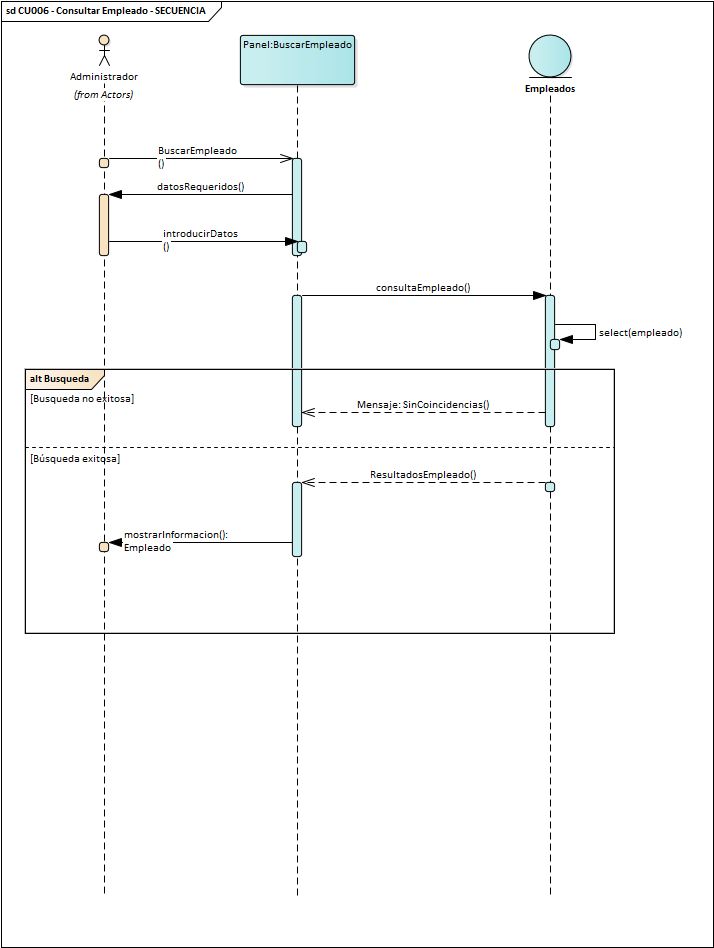 sd CU006 - Consultar Empleado - SECUENCIA
Administrador
(from Actors)
Panel:BuscarEmpleado
Empleados
BuscarEmpleado
()
datosRequeridos()
introducirDatos
()
consultaEmpleado()
select(empleado)
alt Busqueda
[Busqueda no exitosa]
Mensaje: SinCoincidencias()
[Búsqueda exitosa]
ResultadosEmpleado()
mostrarInformacion():
Empleado